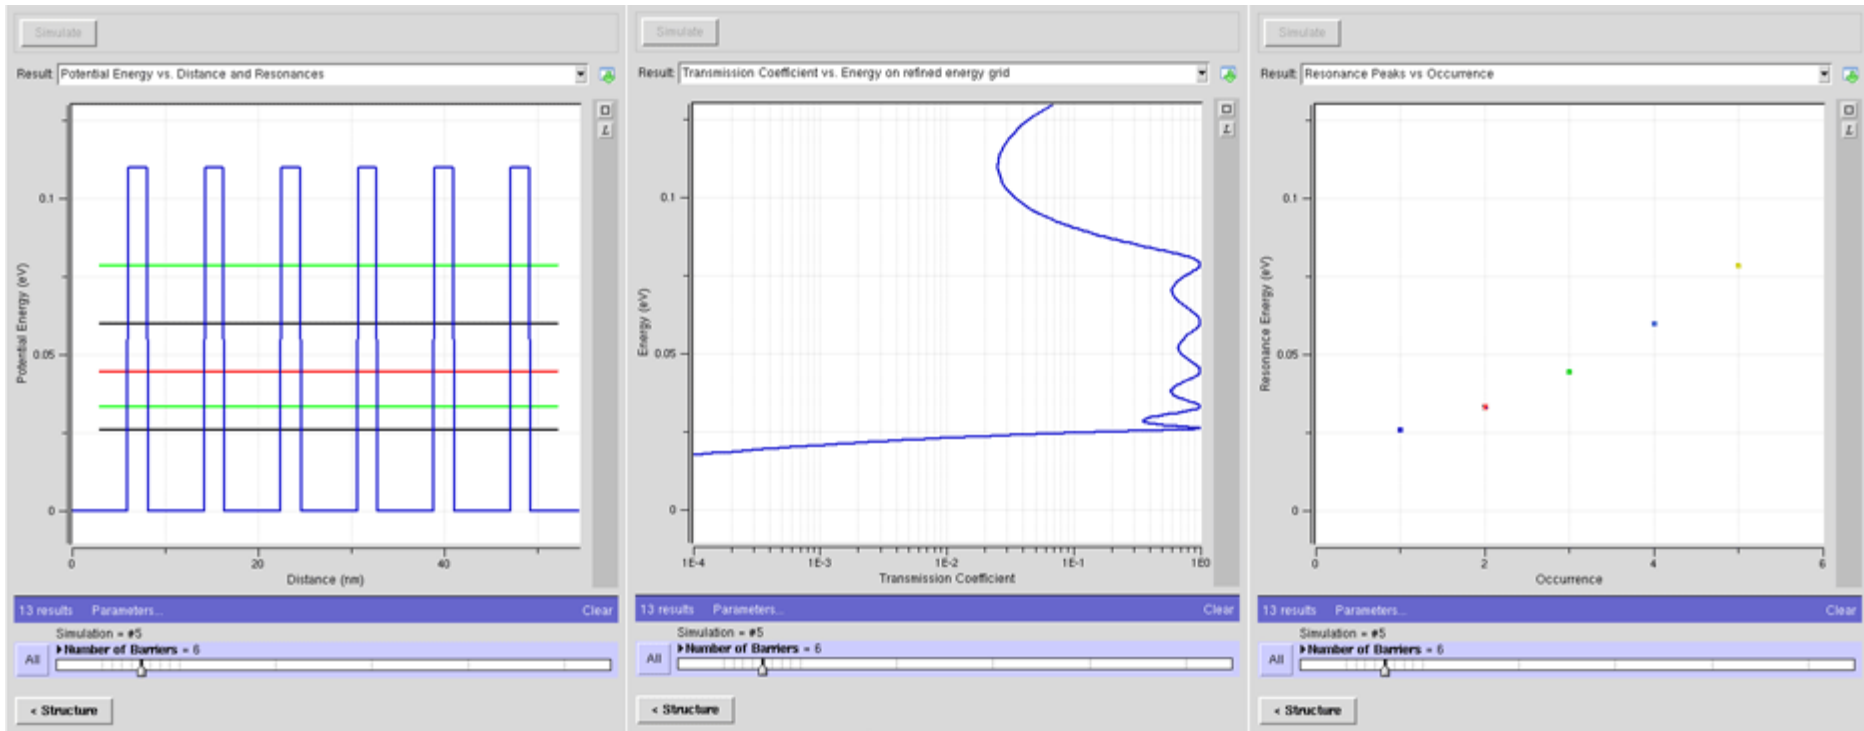 Simulate
Result: Potential Energy vs. Distance and Resonances
Potential Energy (eV)
0.1
0.05
0
0 20 40
Distance (nm)
13 results Parameters... Clear
Simulation = #5
All
Number of Barriers = 6
< Structure
Simulate
Result: Transmission Coefficient vs. Energy on refined energy grid
Energy (eV)
0.1
0.05
0
1E-4 1E-3 1E-2 1E-1 1E0
Transmission Coefficient
13 results Parameters... Clear
Simulation = #5
All
Number of Barriers = 6
< Structure
Simulate
Result: Resonance Peaks vs Occurrence
Resonance Energy (eV)
0.1
0.05
0
0 2 4 6
Occurrence
13 results Parameters... Clear
Simulation = #5
All
Number of Barriers = 6
< Structure